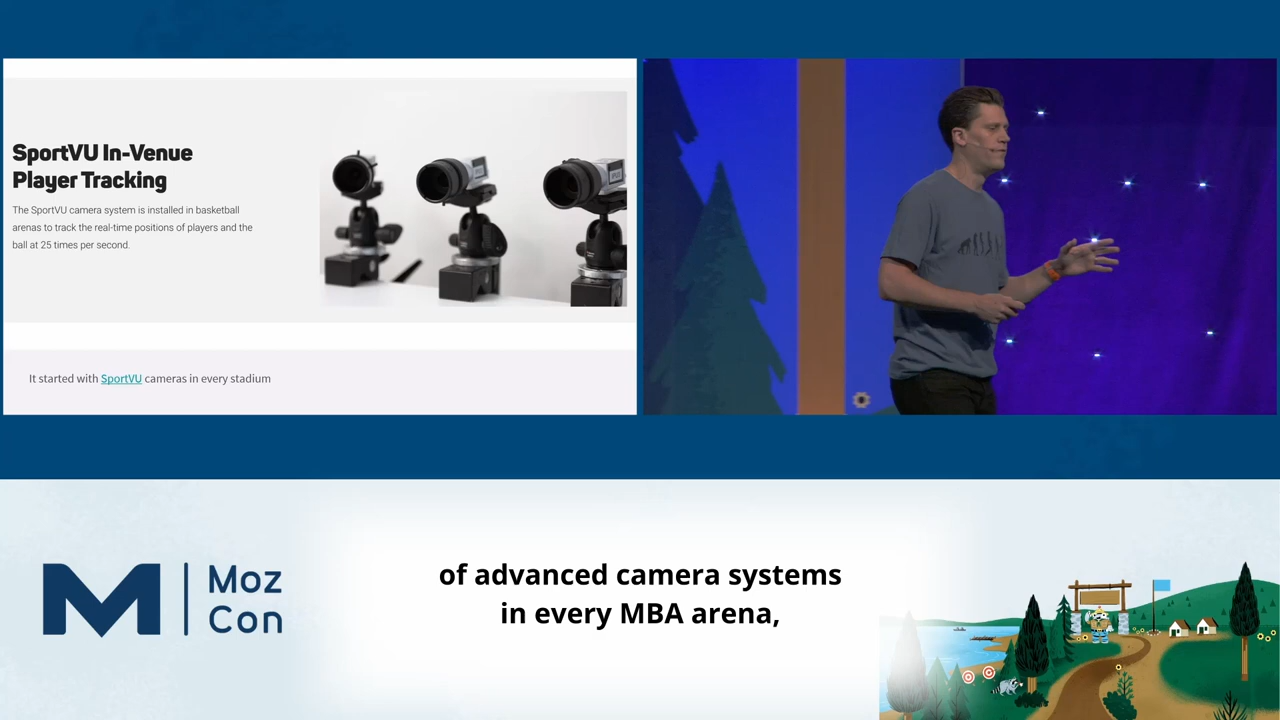 SportVU In-Venue
Player Tracking
The SportVU camera system is installed in basketball
arenas to track the real-time positions of players and the
ball at 25 times per second.
It started with SportVU cameras in every stadium
of advanced camera systems
in every MBA arena,
Moz
Con